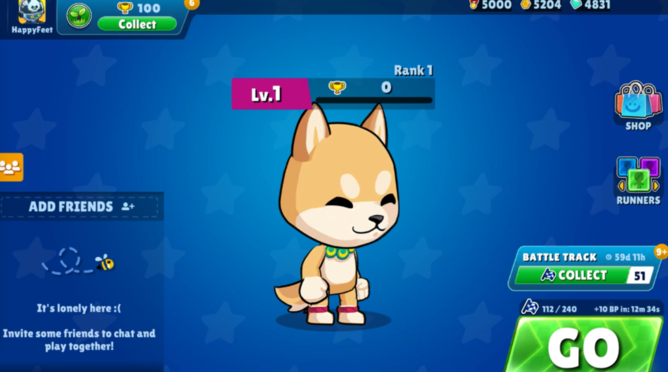 5000 5204 4831
100
6
Collect
HappyFeet
Rank 1
Lv.1 0
SHOP
RUNNERS
ADD FRIENDS
It's lonely here :(
Invite some friends to chat and
play together!
9+
BATTLE TRACK 59d 11h
COLLECT 51
112 / 240 +10 BP in: 12m 34s
GO